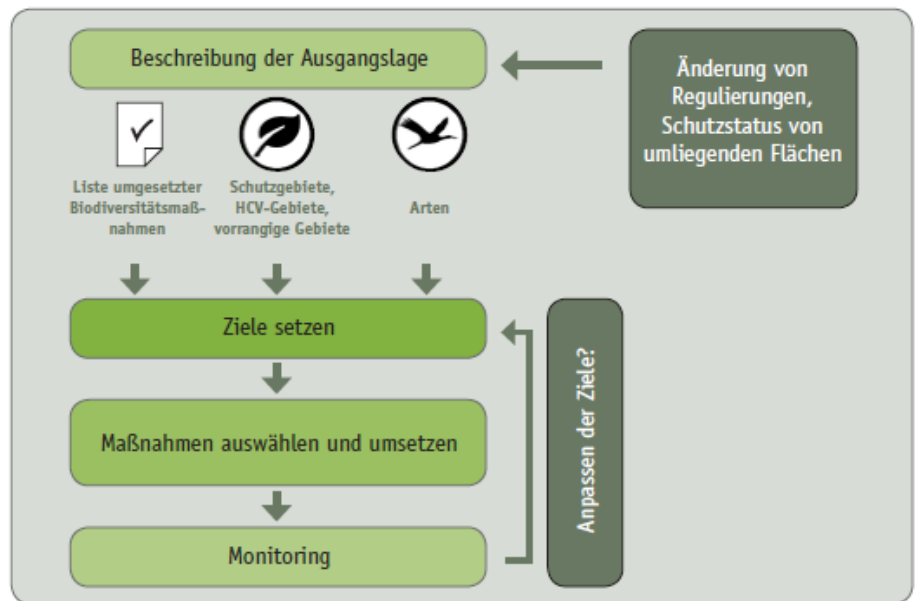 Beschreibung der Ausgangslage
Änderung von
Regulierungen,
Schutzstatus von
umliegenden Flächen
Liste umgesetzter
Biodiversitätsmaß-
nahmen
Schutzgebiete,
HCV-Gebiete,
vorrangige Gebiete
Arten
Ziele setzen
Maßnahmen auswählen und umsetzen
Monitoring
Anpassen der Ziele?